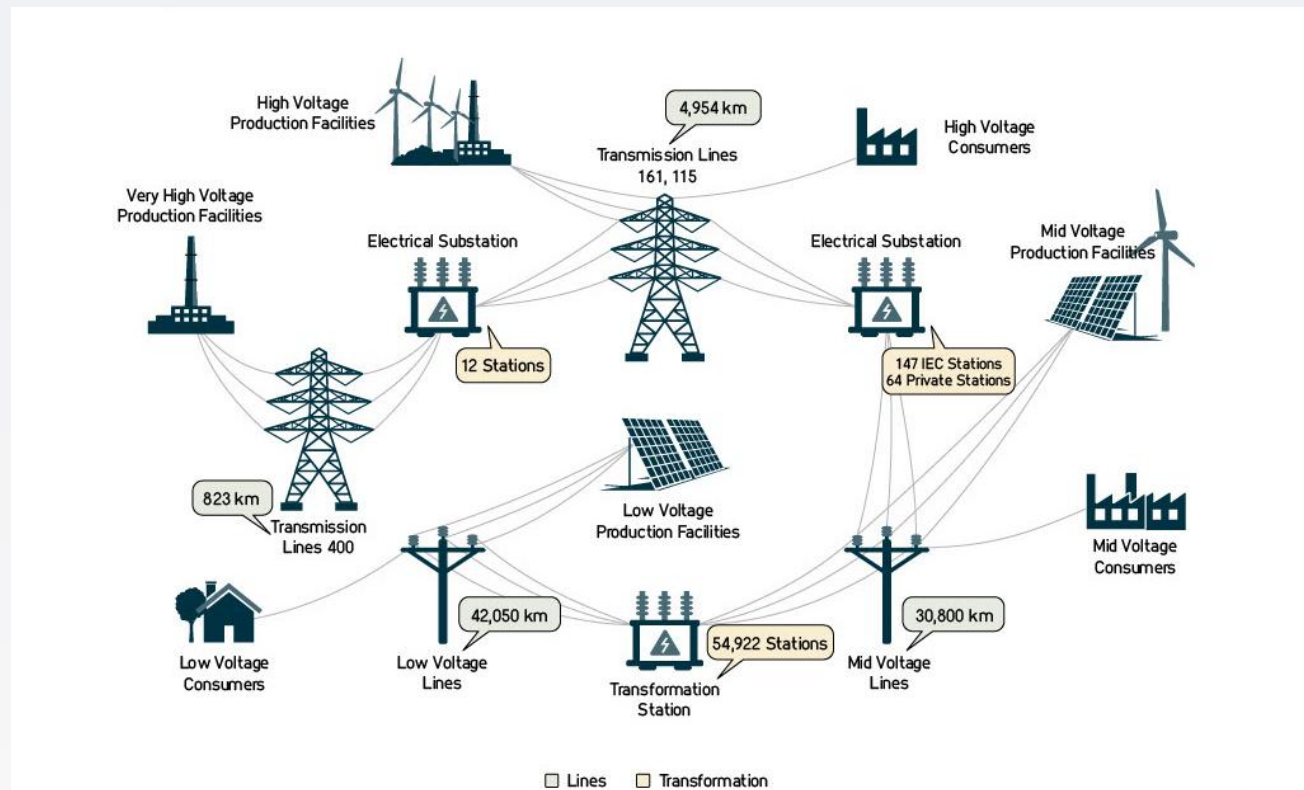 High Voltage
Production Facilities
4,954 km
Transmission Lines
161, 115
High Voltage
Consumers
Very High Voltage
Production Facilities
Electrical Substation
Electrical Substation
Mid Voltage
Production Facilities
12 Stations
147 IEC Stations
64 Private Stations
823 km
Transmission
Lines 400
Low Voltage
Production Facilities
Mid Voltage
Consumers
42,050 km
30,800 km
54,922 Stations
Low Voltage
Consumers
Low Voltage
Lines
Transformation
Station
Mid Voltage
Lines
Lines
Transformation